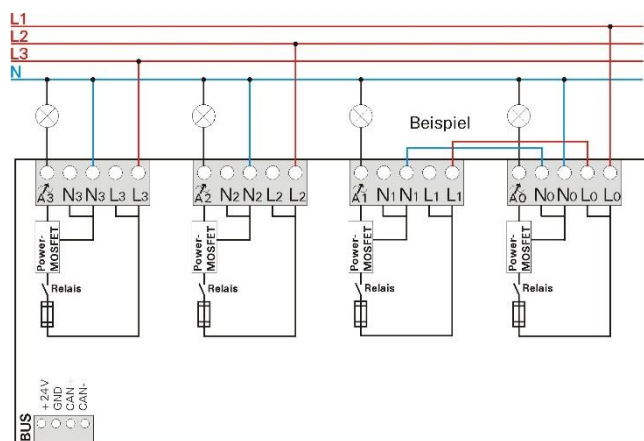 L1
L2
L3
N
Beispiel
A3 N3 N3 L3 L3
A2 N2 N2 L2 L2
A1 N1 N1 L1 L1
A0 N0 N0 L0 L0
Power-
MOSFET
Power-
MOSFET
Power-
MOSFET
Power-
MOSFET
Relais
Relais
Relais
Relais
BUS
+24V
GND
CAN+
CAN-